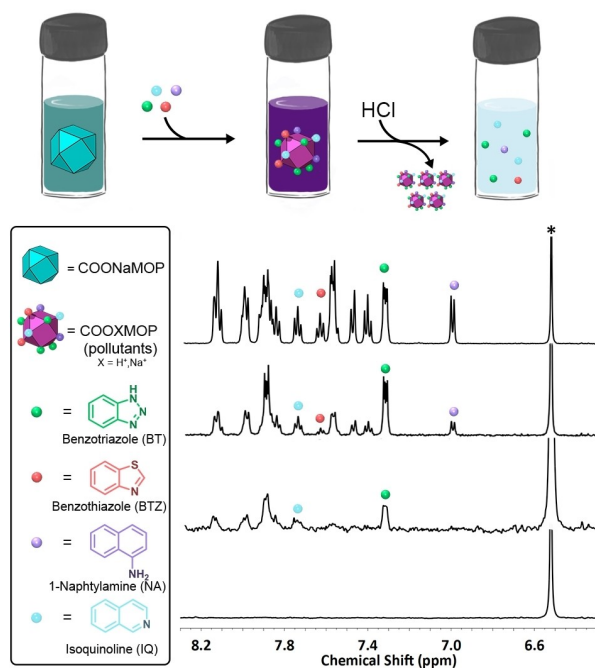 HCl
= COONaMOP
= COOXMOP
(pollutants)
X = H⁺,Na⁺
=
H
N
N
N
Benzotriazole (BT)
=
S
N
Benzothiazole (BTZ)
=
NH₂
1-Naphtylamine (NA)
=
N
Isoquinoline (IQ)
*
8.2 7.8 7.4 7.0 6.6
Chemical Shift (ppm)